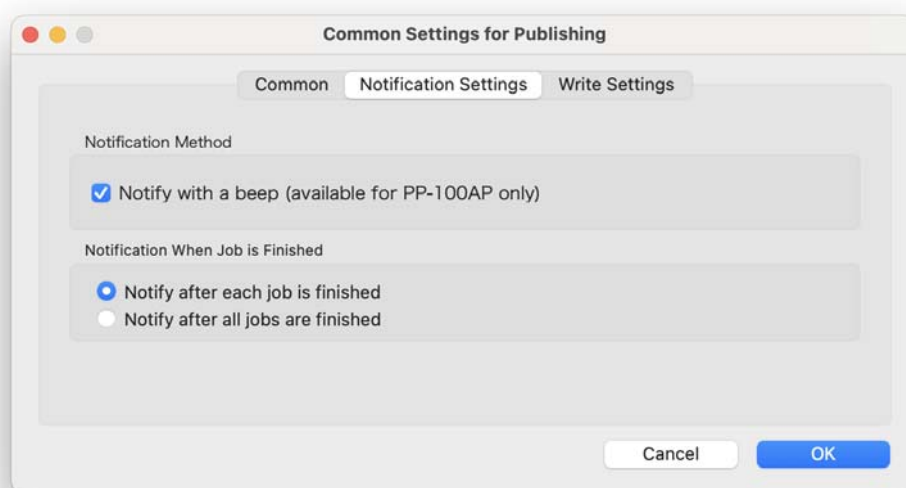 Common Settings for Publishing
Common Notification Settings Write Settings
Notification Method
Notify with a beep (available for PP-100AP only)
Notification When Job is Finished
Notify after each job is finished
Notify after all jobs are finished
Cancel OK